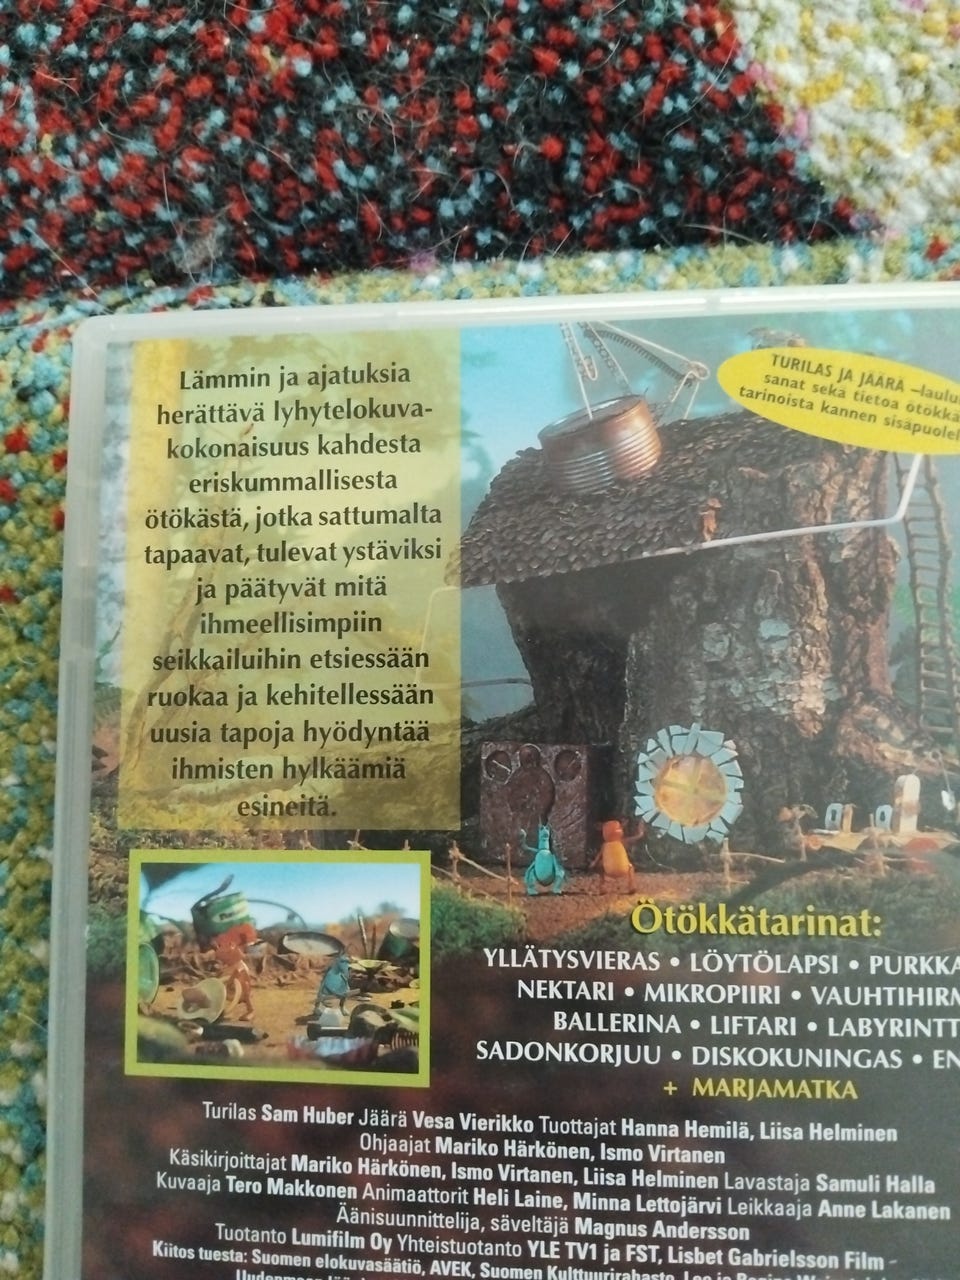 Lämmin ja ajatuksia
herättävä lyhytelokuva-
kokonaisuus kahdesta
eriskummallisesta
ötökästä, jotka sattumalta
tapaavat, tulevat ystäviksi
ja päätyvät mitä
ihmeellisimpiin
seikkailuihin etsiessään
ruokaa ja kehitellessään
uusia tapoja hyödyntää
ihmisten hylkäämiä
esineitä.
TURILAS JA JÄÄRÄ –laulu
sanat sekä tietoa ötökkä
tarinoista kannen sisäpuolel
Ötökkätarinat:
YLLÄTYSVIERAS • LÖYTÖLAPSI • PURKKA
NEKTARI • MIKROPIIRI • VAUHTIHIRM
BALLERINA • LIFTARI • LABYRINTT
SADONKORJUU • DISKOKUNINGAS • EN
+ MARJAMATKA
Turilas Sam Huber Jäärä Vesa Vierikko Tuottajat Hanna Hemilä, Liisa Helminen
Ohjaajat Mariko Härkönen, Ismo Virtanen
Käsikirjoittajat Mariko Härkönen, Ismo Virtanen, Liisa Helminen Lavastaja Samuli Halla
Kuvaaja Tero Makkonen Animaattorit Heli Laine, Minna Lettojärvi Leikkaaja Anne Lakanen
Äänisuunnittelija, säveltäjä Magnus Andersson
Tuotanto Lumifilm Oy Yhteistuotanto YLE TV1 ja FST, Lisbet Gabrielsson Film -
Kiitos tuesta: Suomen elokuvasäätiö, AVEK, Suomen Kulttuurirahasto,